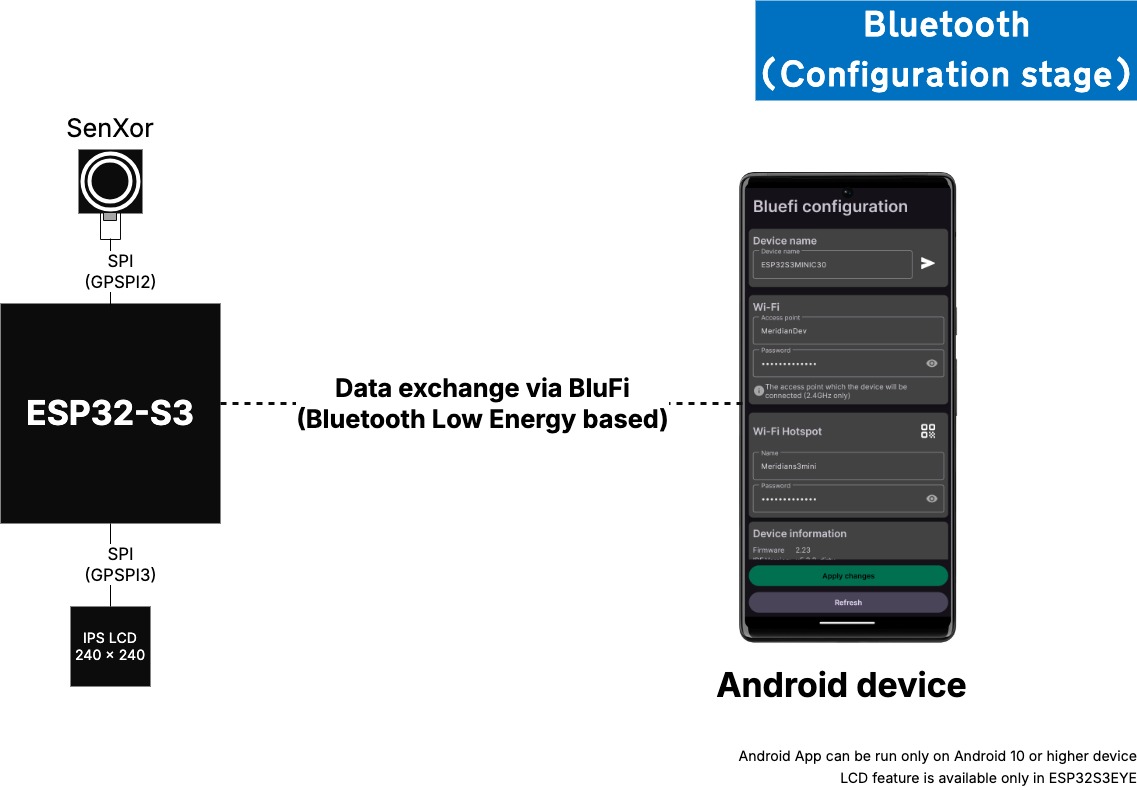 Bluetooth
(Configuration stage)
SenXor
SPI
(GPSPI2)
ESP32-S3
Data exchange via BluFi
(Bluetooth Low Energy based)
SPI
(GPSPI3)
IPS LCD
240 × 240
Bluefi configuration
Device name
Device name
ESP32S3MINIC30
Wi-Fi
Access point
MeridianDev
Password
•••••••••••••
The access point which the device will be
connected (2.4GHz only)
Wi-Fi Hotspot
Name
Meridians3mini
Password
•••••••••••••
Device information
Firmware 2.23
Apply changes
Refresh
Android device
Android App can be run only on Android 10 or higher device
LCD feature is available only in ESP32S3EYE